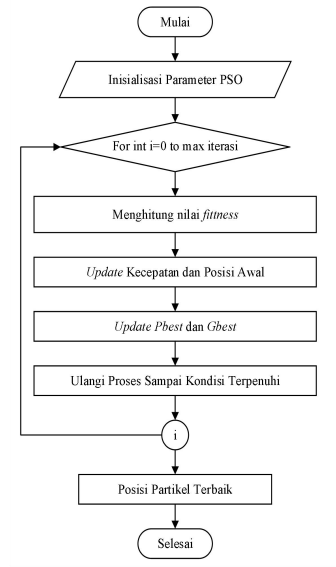 Mulai
Inisialisasi Parameter PSO
For int i=0 to max iterasi
Menghitung nilai fittness
Update Kecepatan dan Posisi Awal
Update Pbest dan Gbest
Ulangi Proses Sampai Kondisi Terpenuhi
i
Posisi Partikel Terbaik
Selesai